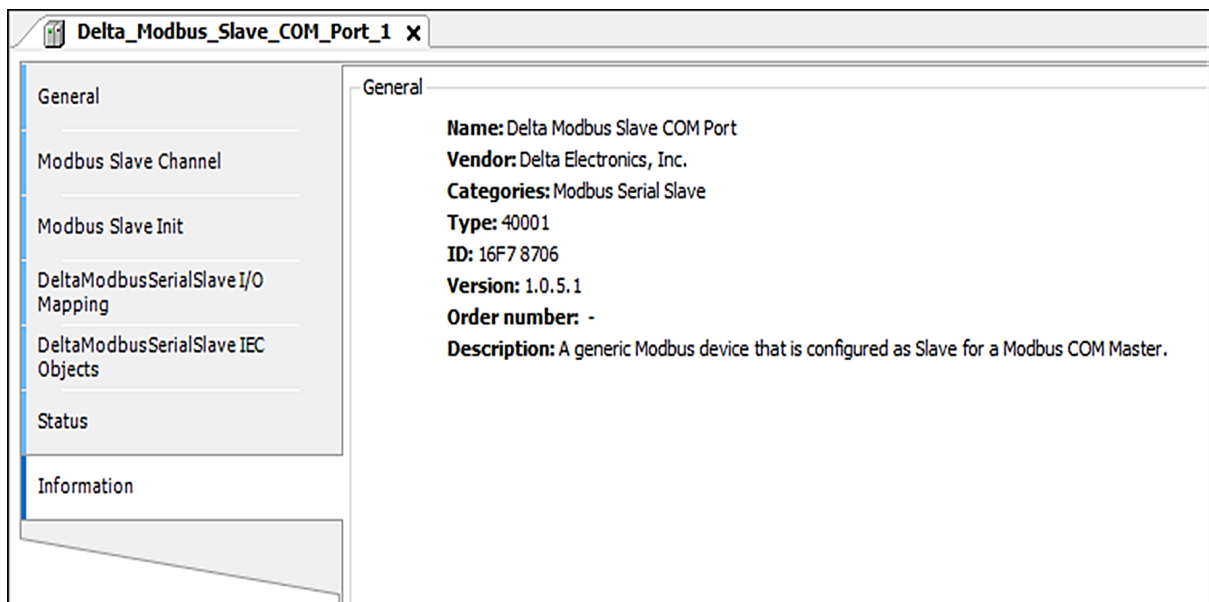 Delta_Modbus_Slave_COM_Port_1
General
Modbus Slave Channel
Modbus Slave Init
DeltaModbusSerialSlave I/O
Mapping
DeltaModbusSerialSlave IEC
Objects
Status
Information
General
Name: Delta Modbus Slave COM Port
Vendor: Delta Electronics, Inc.
Categories: Modbus Serial Slave
Type: 40001
ID: 16F7 8706
Version: 1.0.5.1
Order number: -
Description: A generic Modbus device that is configured as Slave for a Modbus COM Master.